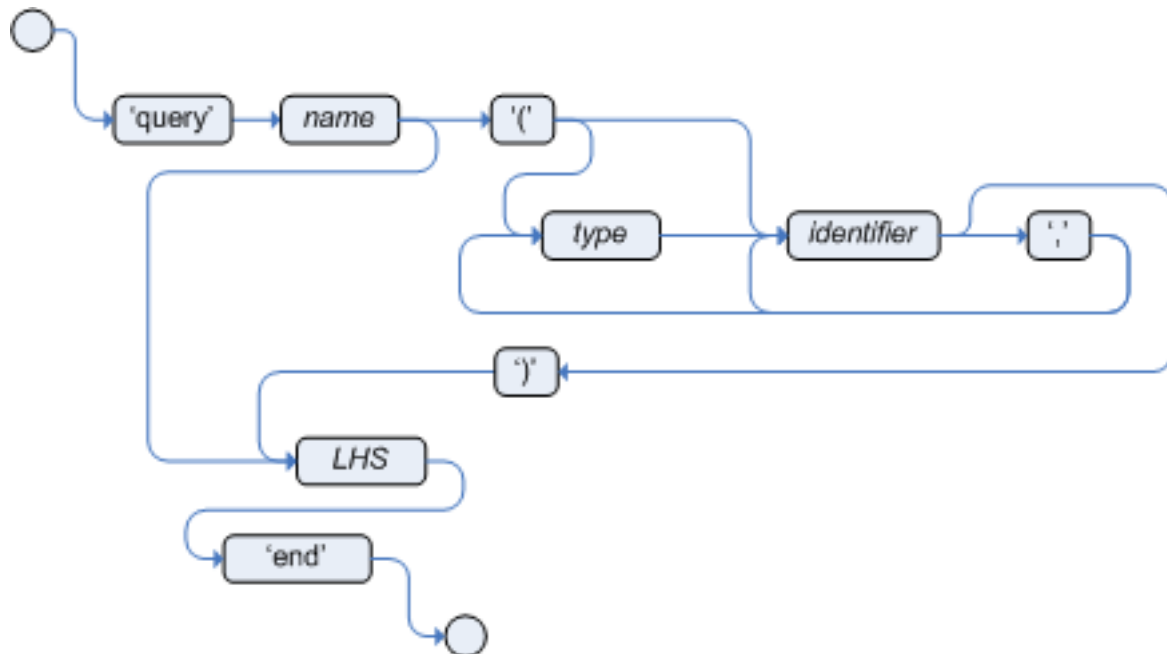 ‘query’ name '('
type identifier ‘,’
‘)’
LHS
‘end’